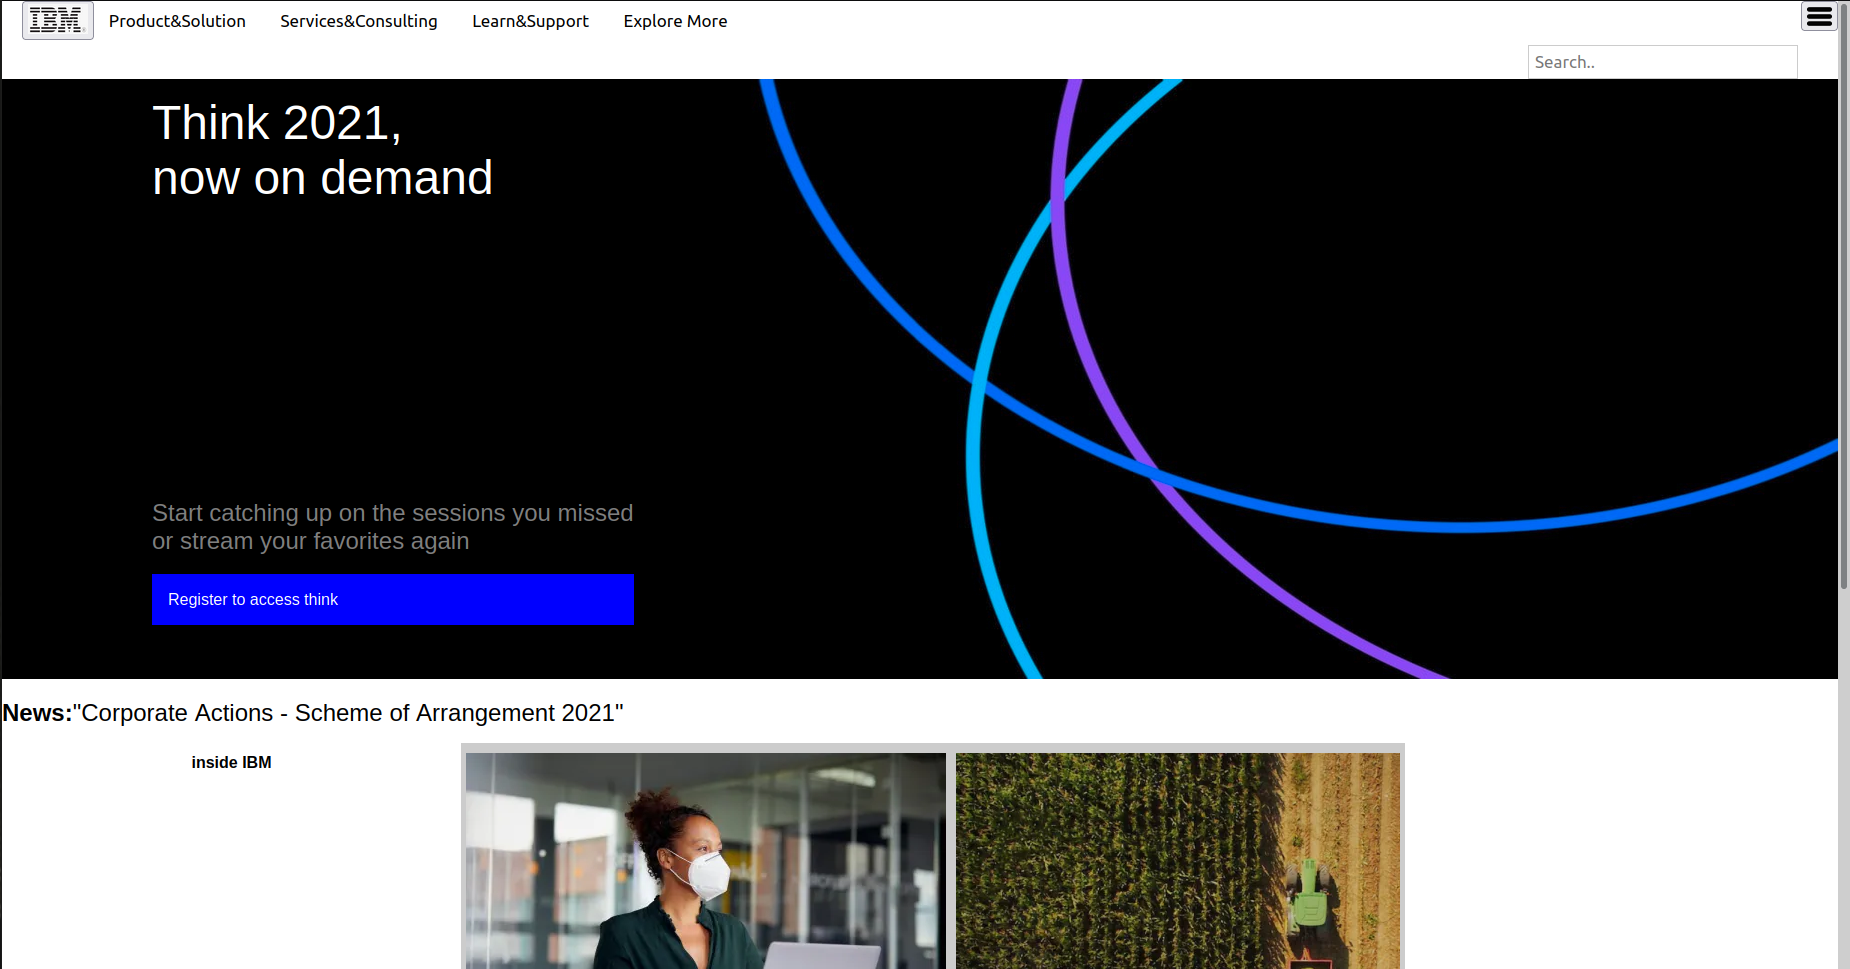 IBM
Product&Solution Services&Consulting Learn&Support Explore More
Search..
Think 2021,
now on demand
Start catching up on the sessions you missed
or stream your favorites again
Register to access think
News:"Corporate Actions - Scheme of Arrangement 2021"
inside IBM